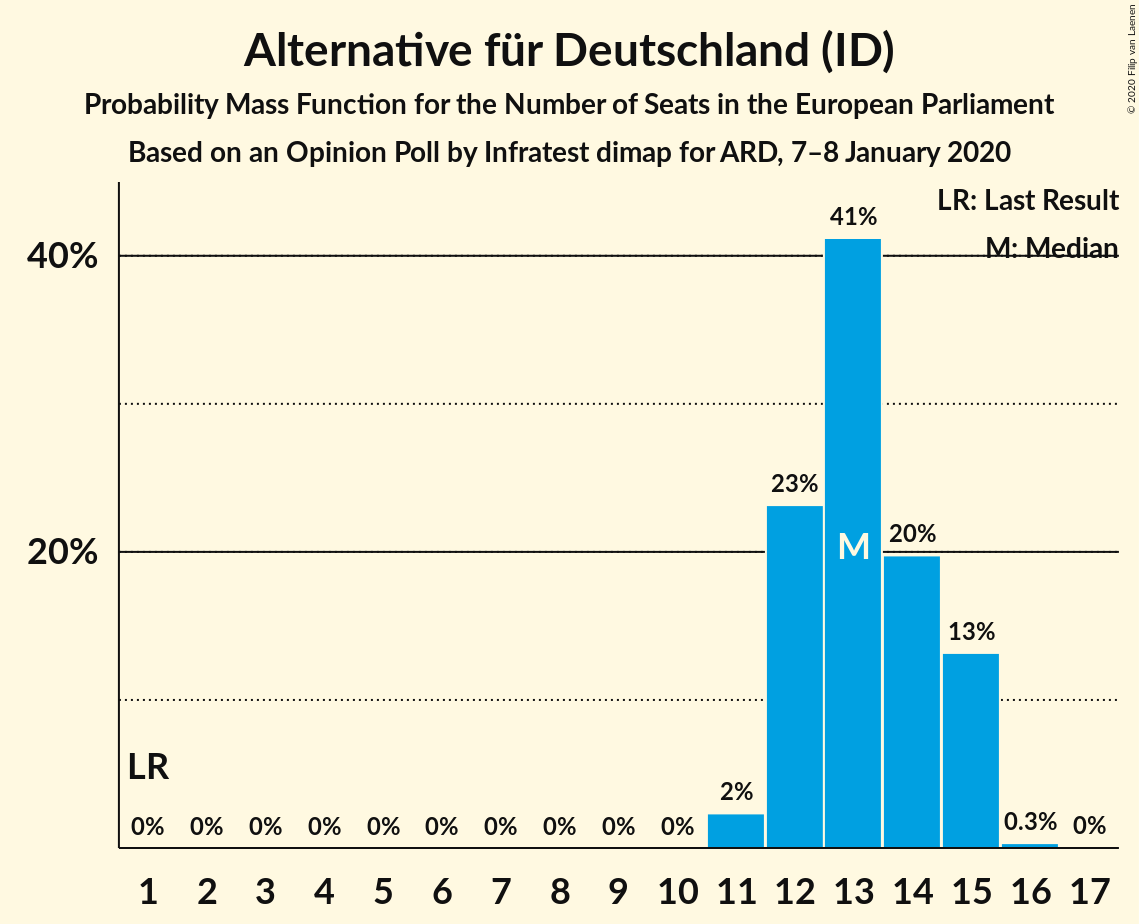 Alternative für Deutschland (ID)
Probability Mass Function for the Number of Seats in the European Parliament
Based on an Opinion Poll by Infratest dimap for ARD, 7–8 January 2020
© 2020 Filip van Laenen
LR: Last Result
M: Median
40%
20%
41%
23%
M
20%
13%
LR
0% 0% 0% 0% 0% 0% 0% 0% 0% 0% 2% 0.3% 0%
1 2 3 4 5 6 7 8 9 10 11 12 13 14 15 16 17